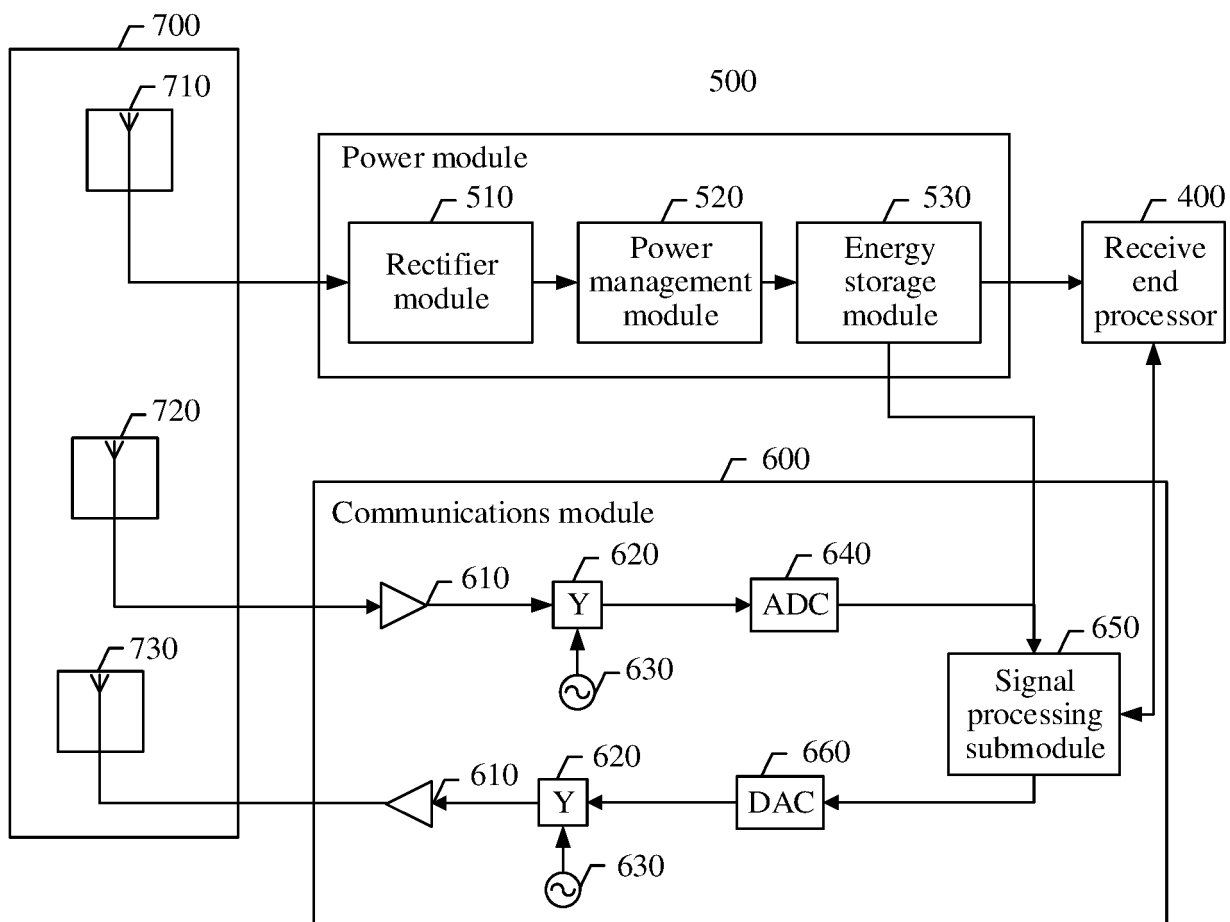 700
710
500
Power module
510
520
530
400
Rectifier
module
Power
management
module
Energy
storage
module
Receive
end
processor
720
600
Communications module
610
620
640
Y
ADC
630
650
Signal
processing
submodule
730
610
620
660
Y
DAC
630